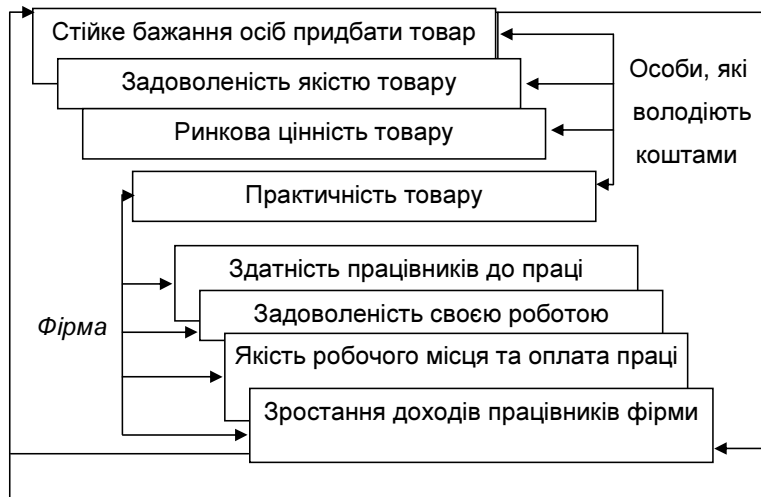 Стійке бажання осіб придбати товар
Задоволеність якістю товару
Ринкова цінність товару
Практичність товару
Особи, які
володіють
коштами
Здатність працівників до праці
Задоволеність своєю роботою
Якість робочого місця та оплата праці
Зростання доходів працівників фірми
Фірма